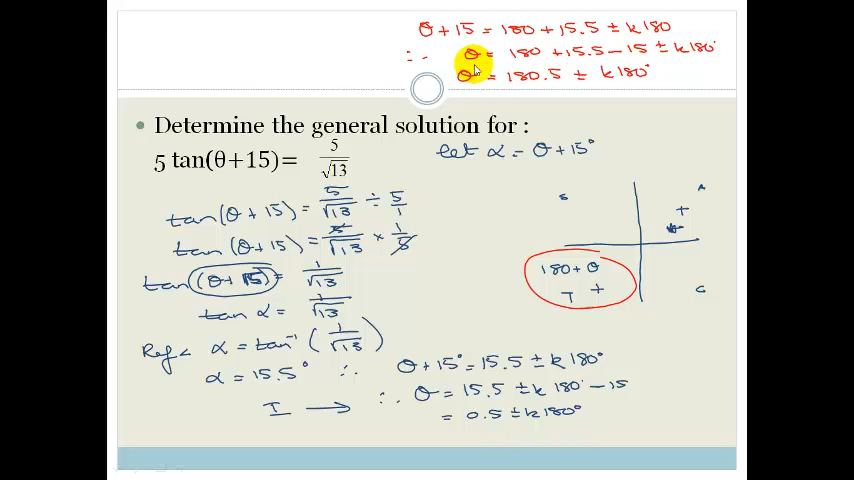 θ + 15 = 180 + 15.5 ± k180
∴ θ = 180 + 15.5 - 15 ± k180°
θ = 180.5 ± k180°
• Determine the general solution for :
5 tan(θ+15) = 5/√13
let α = θ + 15°
tan(θ + 15) = 5/√13 ÷ 5/1
tan(θ + 15) = 5/√13 × 1/5
tan(θ + 15) = 1/√13
tan α = 1/√13
Ref < α = tan⁻¹(1/√13)
α = 15.5° ∴ θ + 15° = 15.5 ± k180°
I → ∴ θ = 15.5 ± k180° - 15
= 0.5 ± k180°
S A
+
180 + θ
T + C